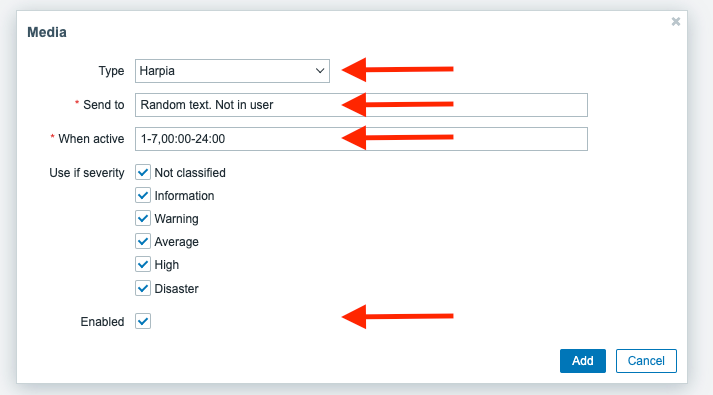 Media
Type Harpia
* Send to Random text. Not in user
* When active 1-7,00:00-24:00
Use if severity Not classified
Information
Warning
Average
High
Disaster
Enabled
Add Cancel